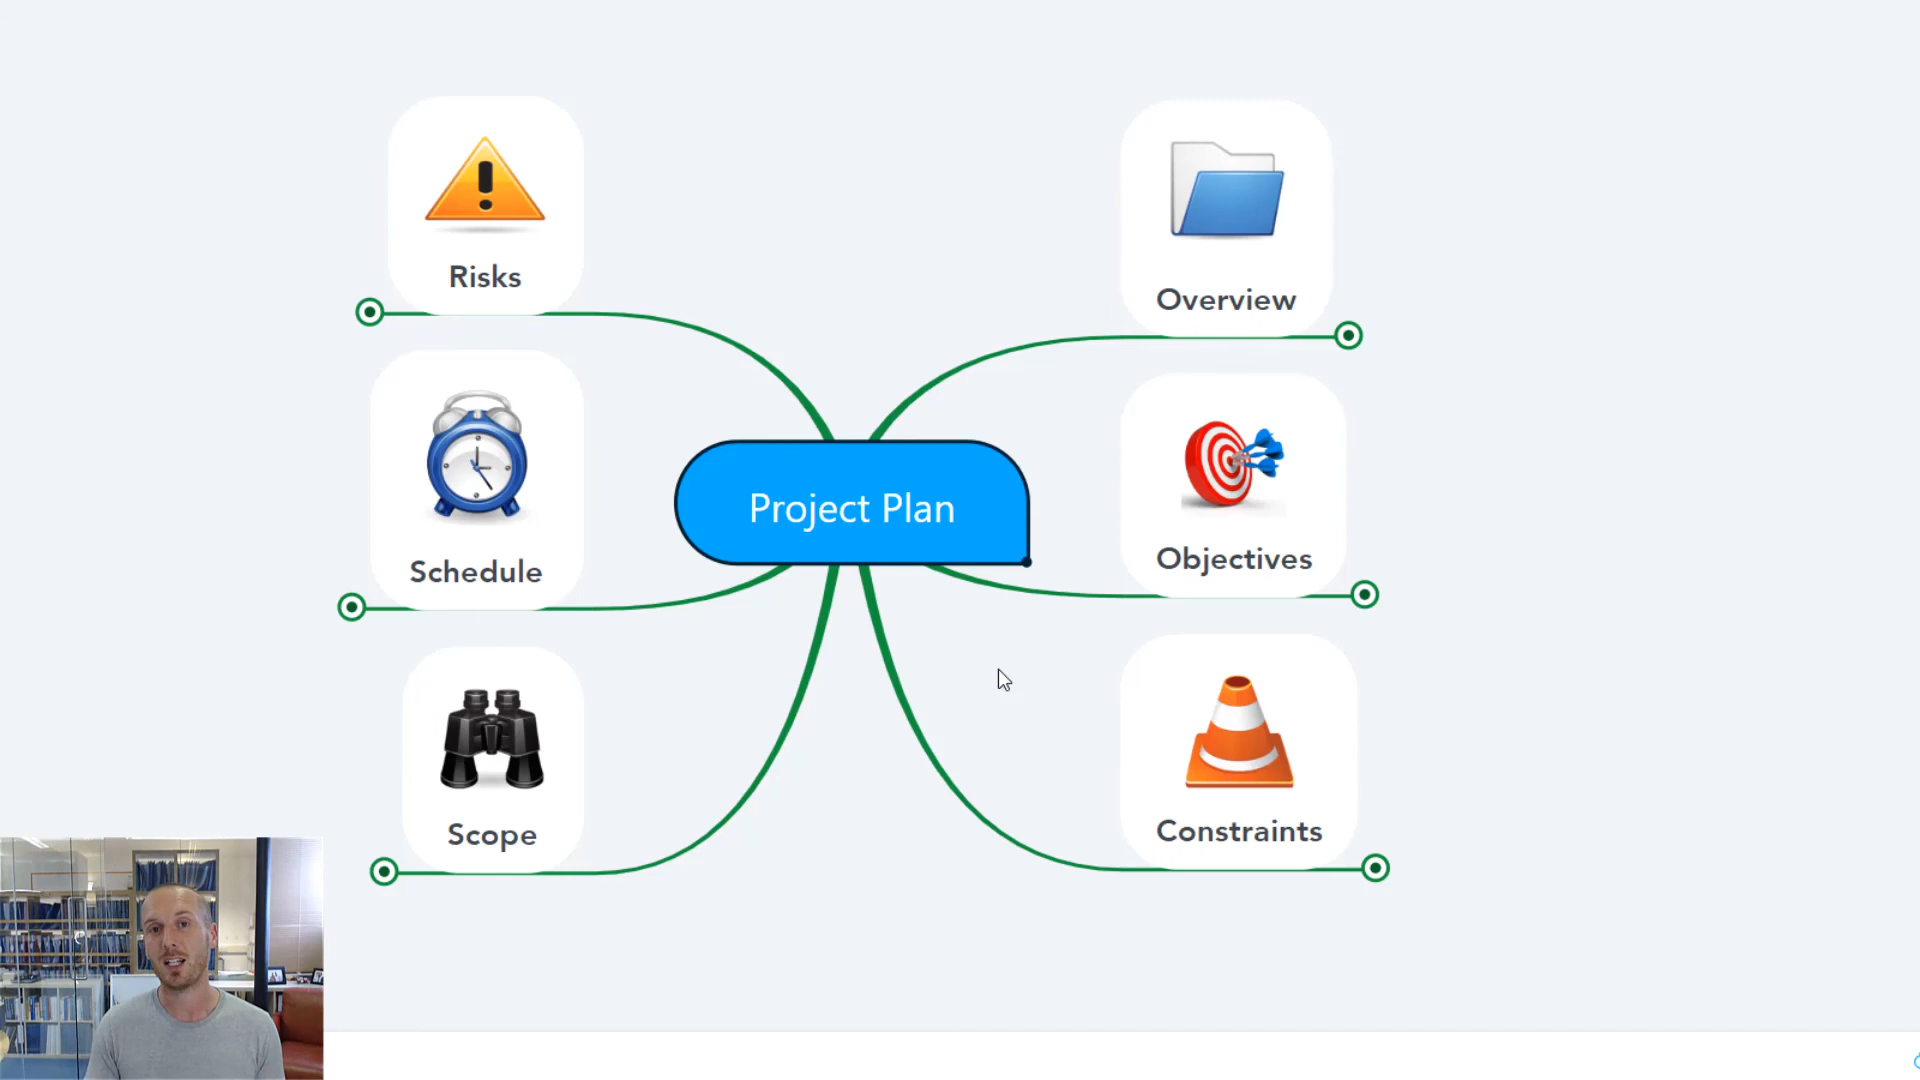 Risks
Overview
Schedule
Project Plan
Objectives
Scope
Constraints